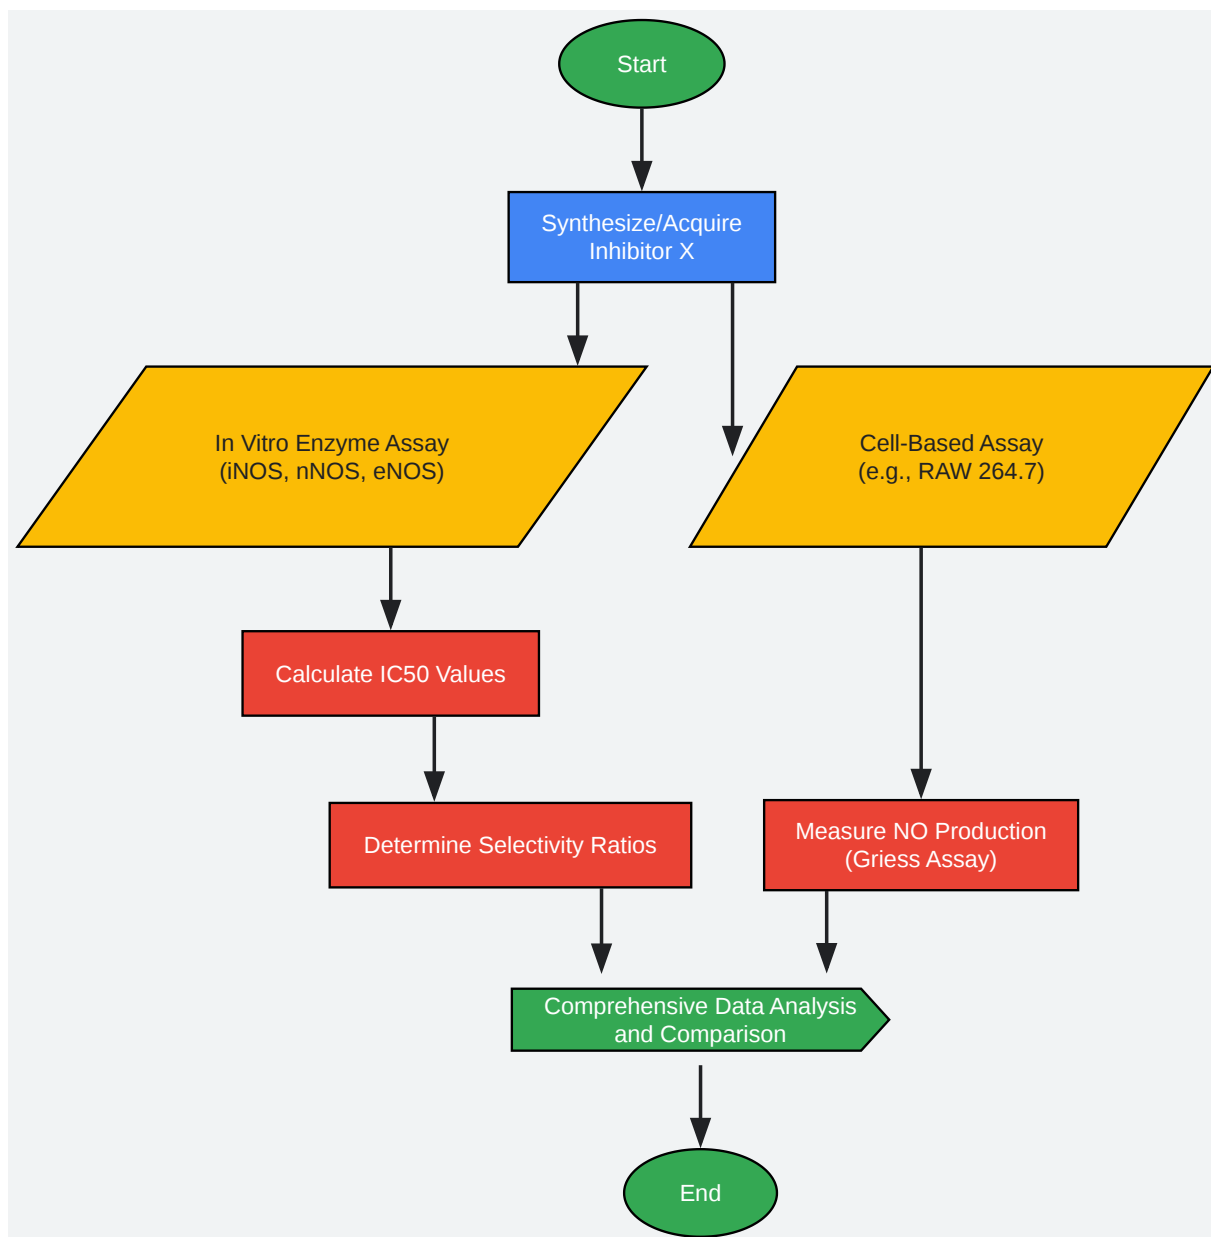 Start
Synthesize/Acquire
Inhibitor X
In Vitro Enzyme Assay
(iNOS, nNOS, eNOS)
Cell-Based Assay
(e.g., RAW 264.7)
Calculate IC50 Values
Determine Selectivity Ratios
Measure NO Production
(Griess Assay)
Comprehensive Data Analysis
and Comparison
End